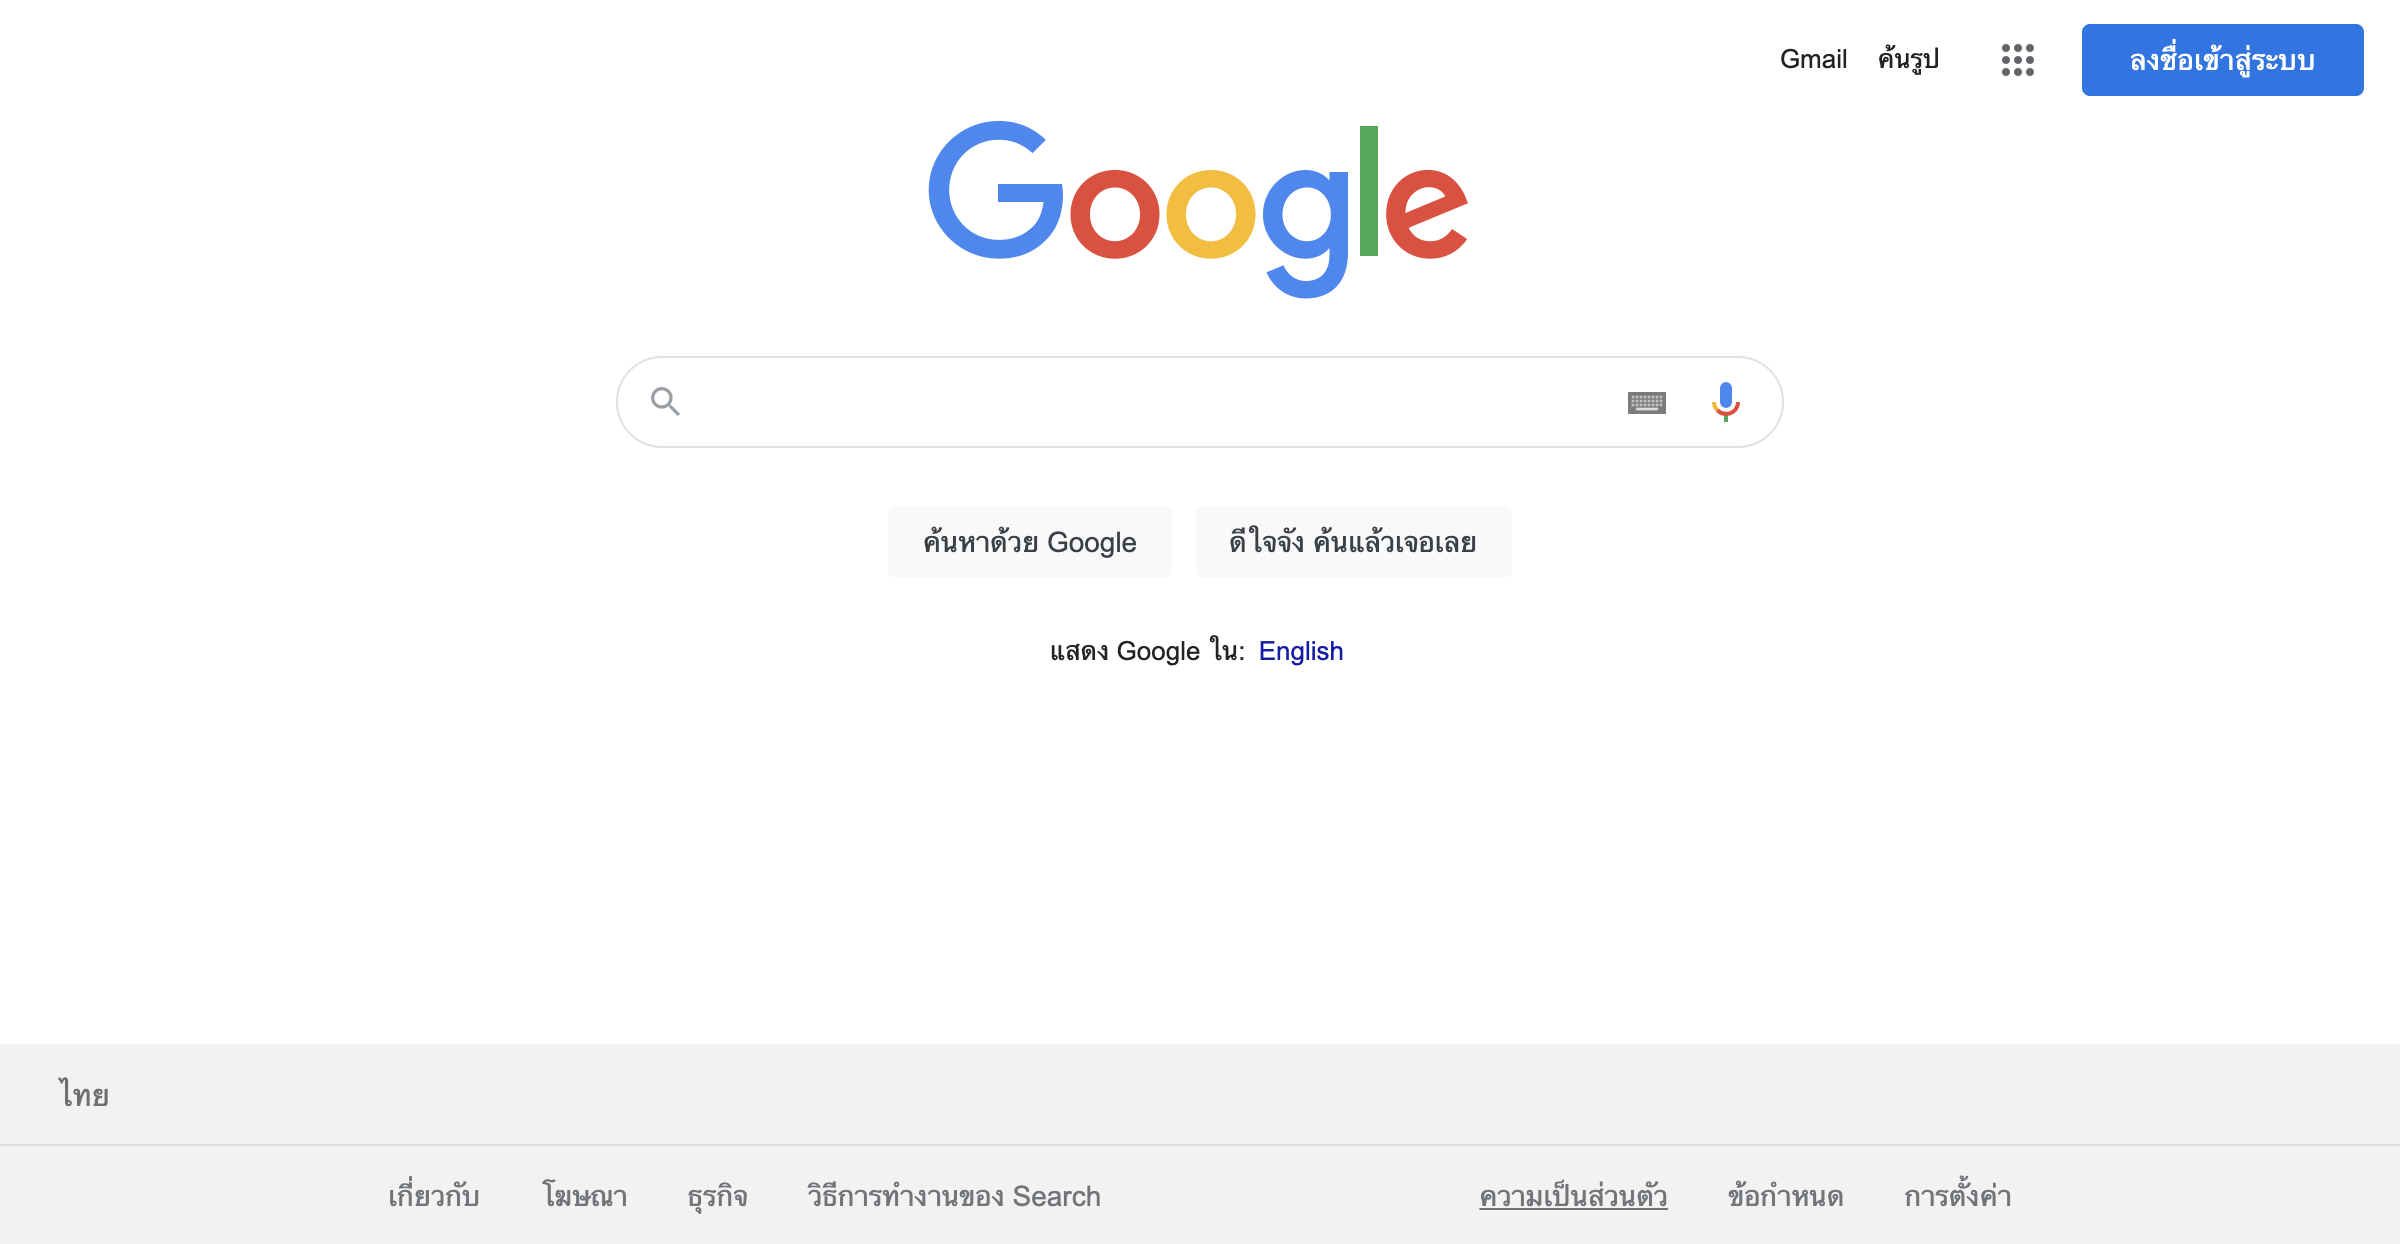 Gmail ค้นรูป ลงชื่อเข้าสู่ระบบ
Google
ค้นหาด้วย Google ดีใจจัง ค้นแล้วเจอเลย
แสดง Google ใน: English
ไทย
เกี่ยวกับ โฆษณา ธุรกิจ วิธีการทำงานของ Search ความเป็นส่วนตัว ข้อกำหนด การตั้งค่า